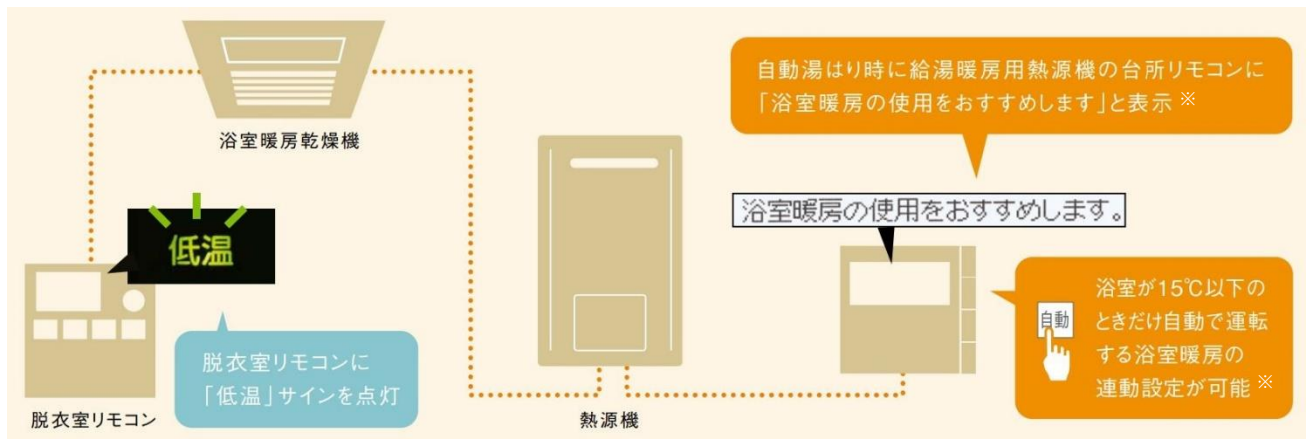 自動湯はり時に給湯暖房用熱源機の台所リモコンに
「浴室暖房の使用をおすすめします」と表示※
浴室暖房乾燥機
浴室暖房の使用をおすすめします。
低温
脱衣室リモコンに
「低温」サインを点灯
脱衣室リモコン
熱源機
自動
浴室が15℃以下の
ときだけ自動で運転
する浴室暖房の
連動設定が可能※